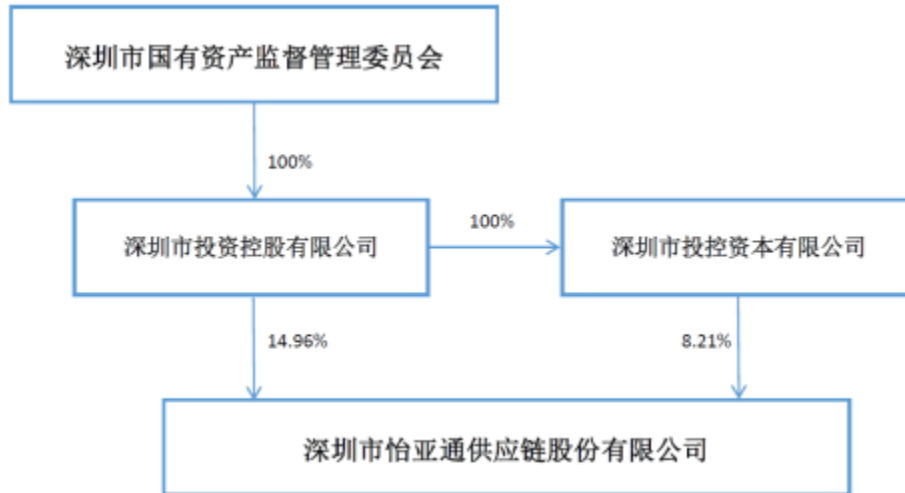 深圳市国有资产监督管理委员会
100%
深圳市投资控股有限公司
100%
深圳市投控资本有限公司
14.96%
8.21%
深圳市怡亚通供应链股份有限公司